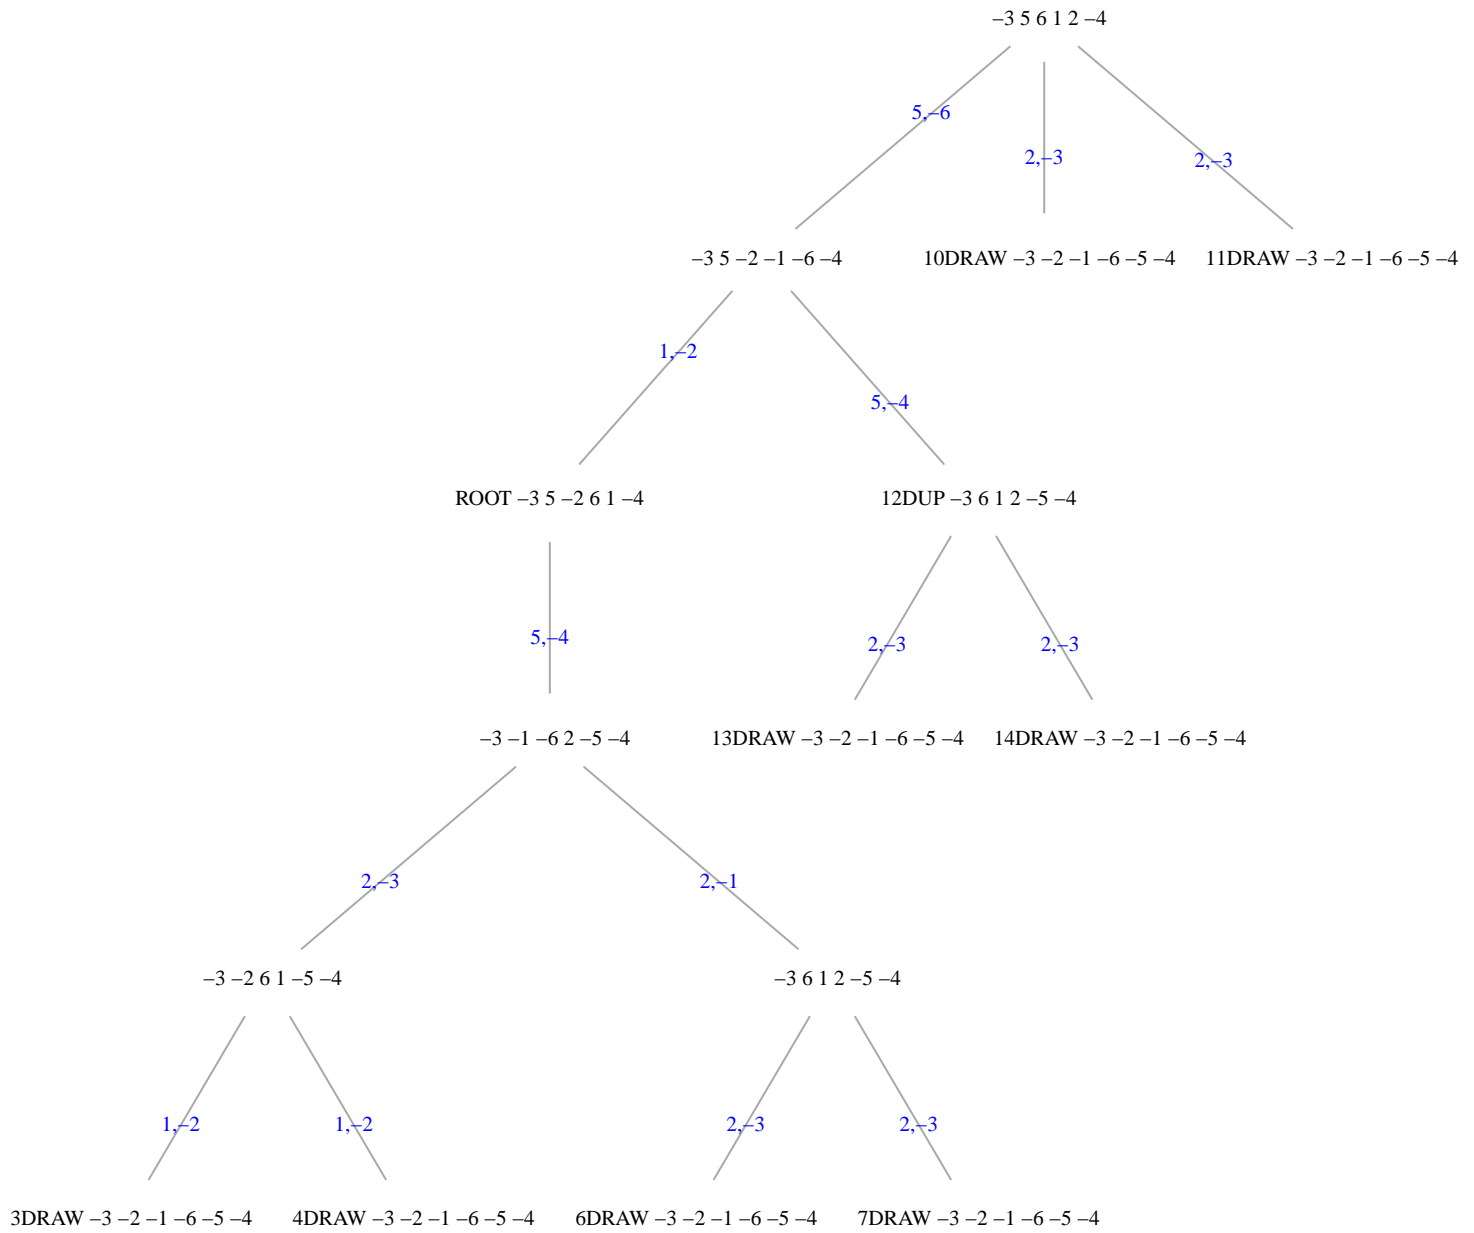 −3 5 6 1 2 −4
5,−6
2,−3
2,−3
−3 5 −2 −1 −6 −4
10DRAW −3 −2 −1 −6 −5 −4
11DRAW −3 −2 −1 −6 −5 −4
1,−2
5,−4
ROOT −3 5 −2 6 1 −4
12DUP −3 6 1 2 −5 −4
5,−4
2,−3
2,−3
−3 −1 −6 2 −5 −4
13DRAW −3 −2 −1 −6 −5 −4
14DRAW −3 −2 −1 −6 −5 −4
2,−3
2,−1
−3 −2 6 1 −5 −4
−3 6 1 2 −5 −4
1,−2
1,−2
2,−3
2,−3
3DRAW −3 −2 −1 −6 −5 −4
4DRAW −3 −2 −1 −6 −5 −4
6DRAW −3 −2 −1 −6 −5 −4
7DRAW −3 −2 −1 −6 −5 −4